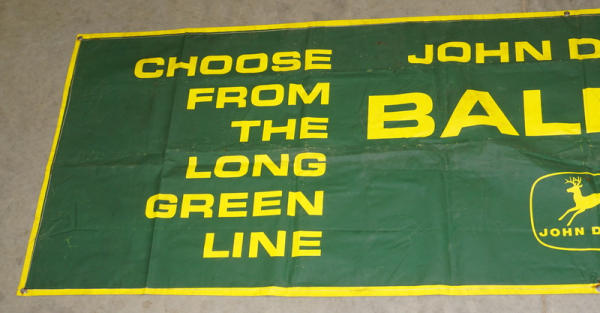 CHOOSE
FROM
THE
LONG
GREEN
LINE
JOHN D
BAL
JOHN D